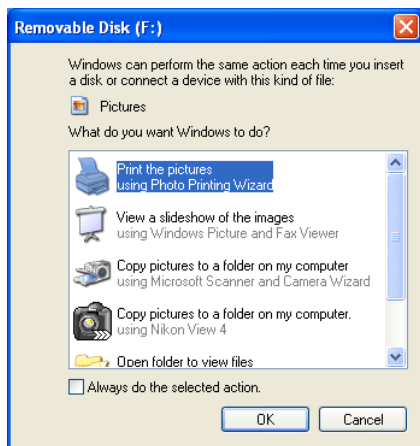 Removable Disk (F:)
Windows can perform the same action each time you insert
a disk or connect a device with this kind of file:
Pictures
What do you want Windows to do?
Print the pictures
using Photo Printing Wizard
View a slideshow of the images
using Windows Picture and Fax Viewer
Copy pictures to a folder on my computer
using Microsoft Scanner and Camera Wizard
Copy pictures to a folder on my computer.
using Nikon View 4
Open folder to view files
Always do the selected action.
OK
Cancel